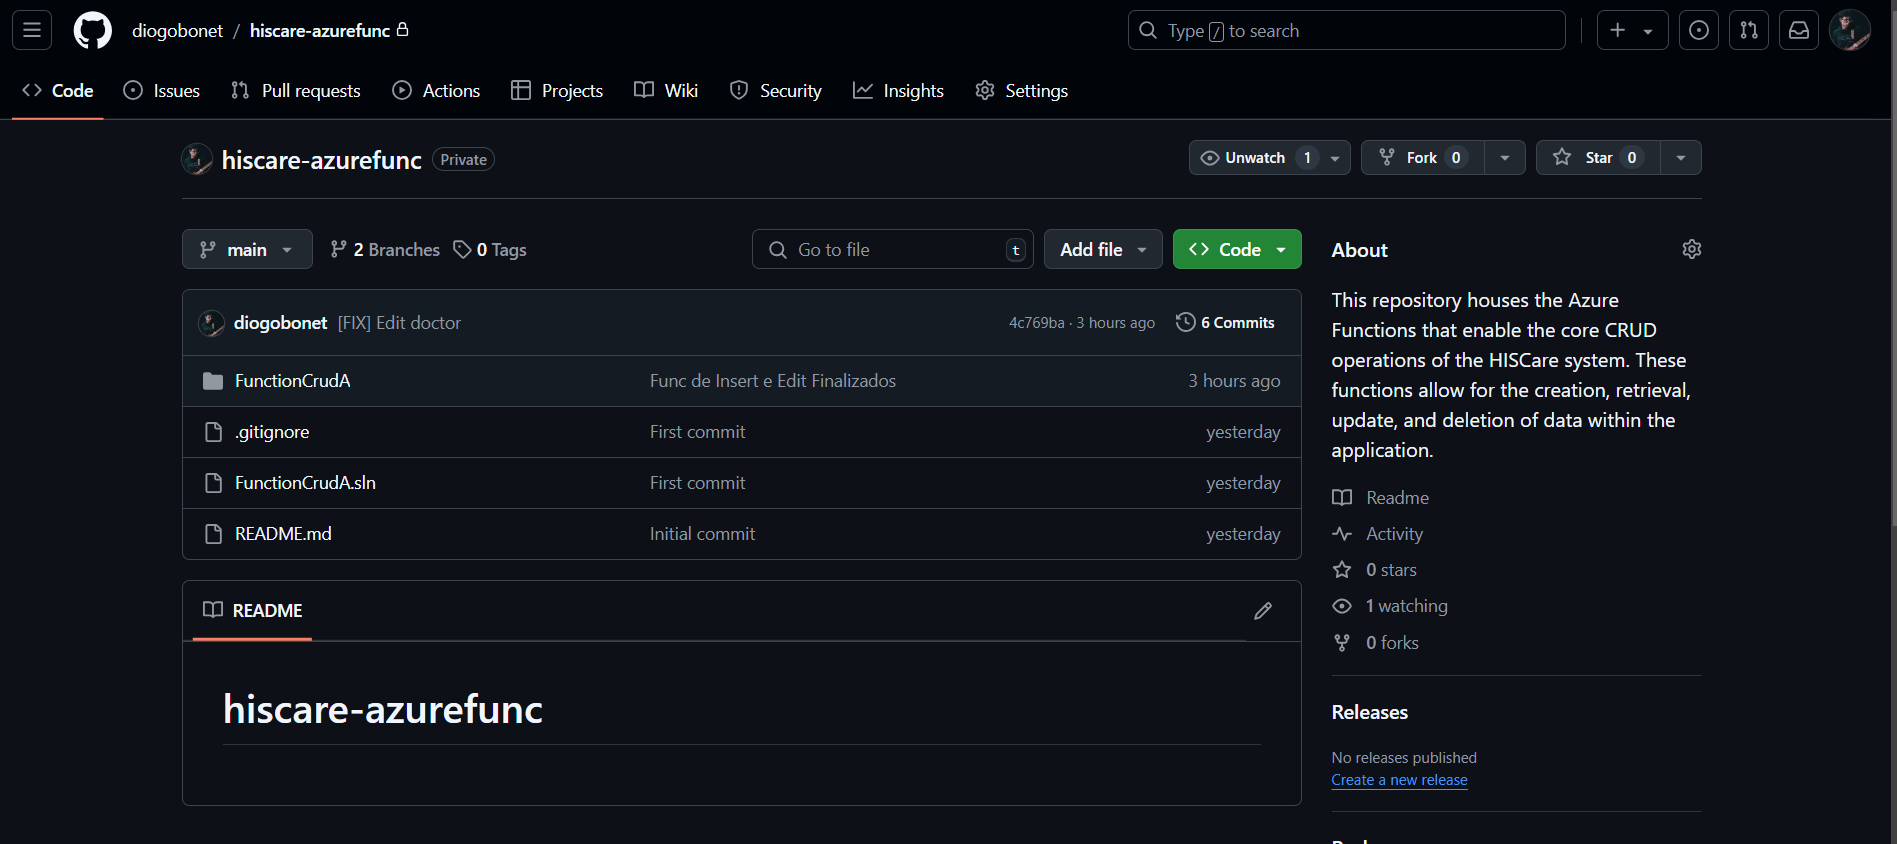 diogobonet / hiscare-azurefunc
Type / to search
Code Issues Pull requests Actions Projects Wiki Security Insights Settings
hiscare-azurefunc Private
Unwatch 1 Fork 0 Star 0
main 2 Branches 0 Tags
Go to file t
Add file
Code
diogobonet [FIX] Edit doctor 4c769ba · 3 hours ago 6 Commits
FunctionCrudA Func de Insert e Edit Finalizados 3 hours ago
.gitignore First commit yesterday
FunctionCrudA.sln First commit yesterday
README.md Initial commit yesterday
README
hiscare-azurefunc
About
This repository houses the Azure
Functions that enable the core CRUD
operations of the HISCare system. These
functions allow for the creation, retrieval,
update, and deletion of data within the
application.
Readme
Activity
0 stars
1 watching
0 forks
Releases
No releases published
Create a new release